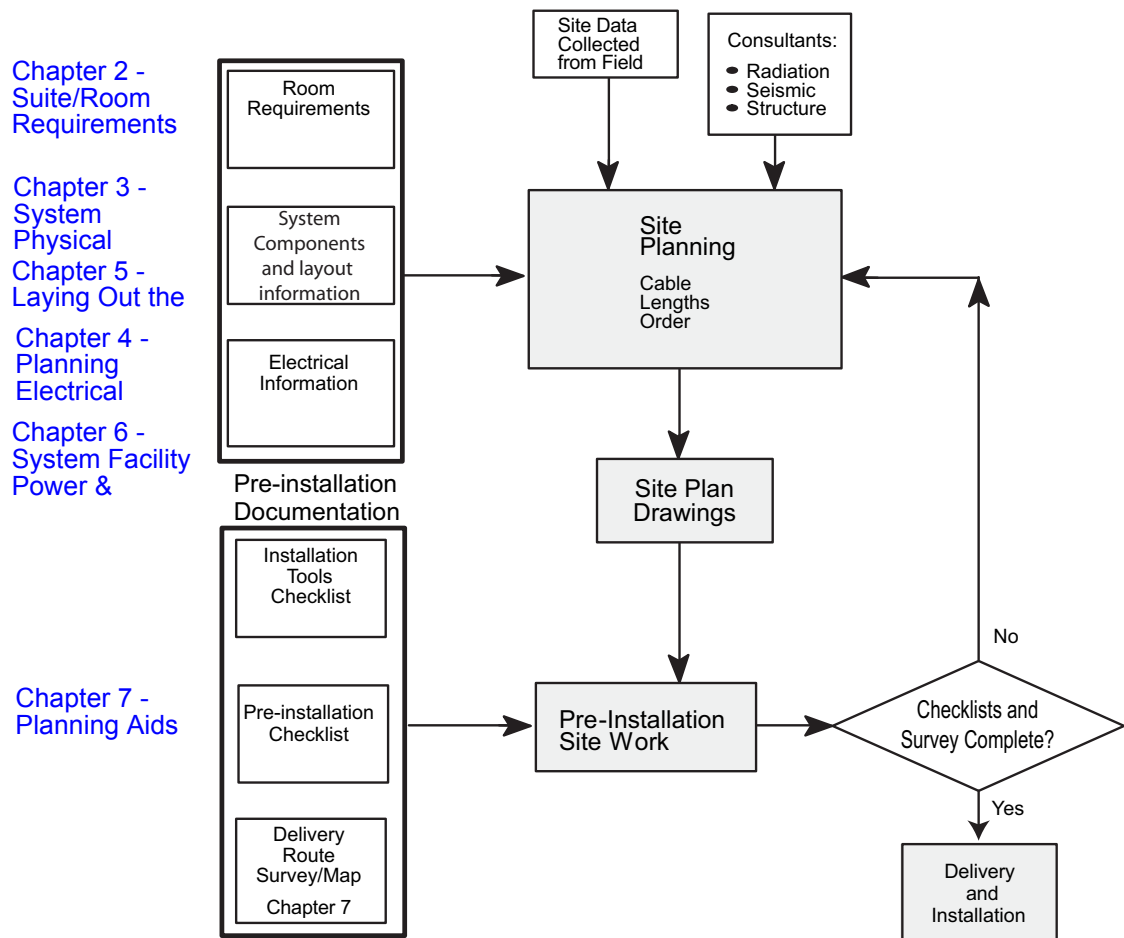 Chapter 2 -
Suite/Room
Requirements
Chapter 3 -
System
Physical
Chapter 5 -
Laying Out the
Chapter 4 -
Planning
Electrical
Chapter 6 -
System Facility
Power &
Chapter 7 -
Planning Aids
Room
Requirements
System
Components
and layout
information
Electrical
Information
Pre-installation
Documentation
Installation
Tools
Checklist
Pre-installation
Checklist
Delivery
Route
Survey/Map
Chapter 7
Site Data
Collected
from Field
Consultants:
• Radiation
• Seismic
• Structure
Site
Planning
Cable
Lengths
Order
Site Plan
Drawings
Pre-Installation
Site Work
No
Checklists and
Survey Complete?
Yes
Delivery
and
Installation